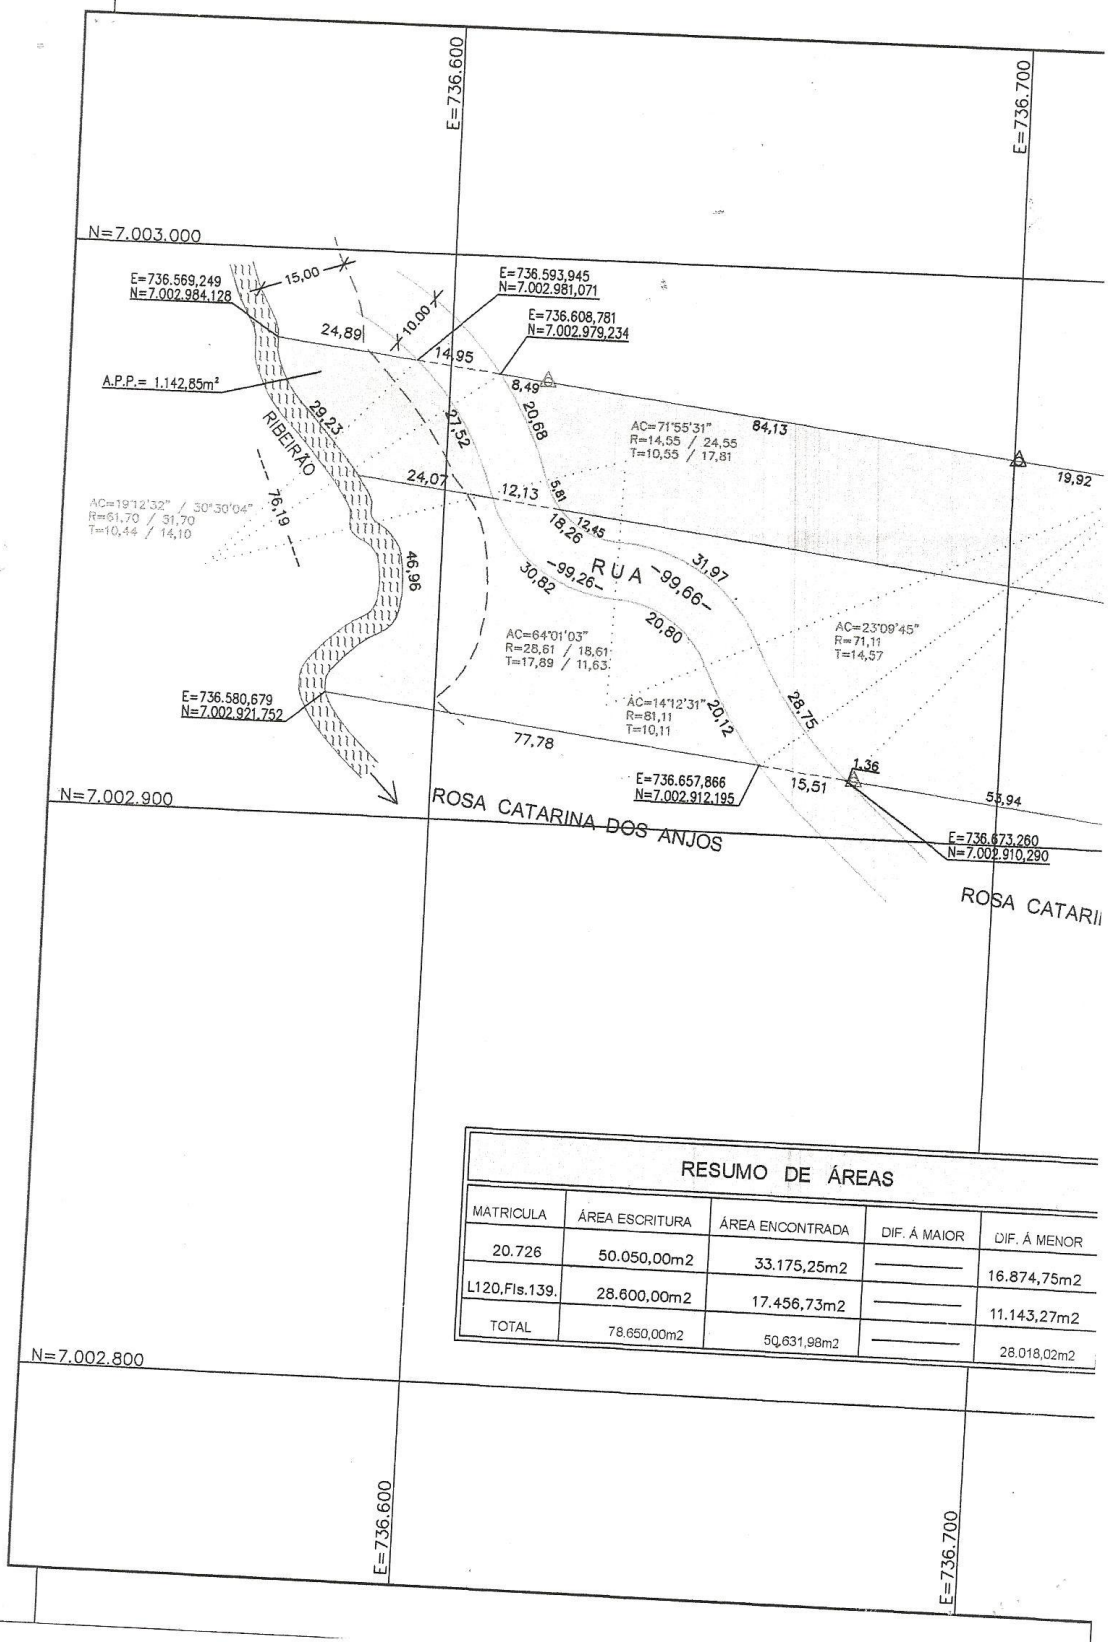 E=736.600
E=736.700
N=7.003.000
E=736.569,249
N=7.002.984,128
15,00
E=736.593,945
N=7.002.981,071
10.00
E=736.608,781
N=7.002.979,234
24,89
14,95
8,49
A.P.P.= 1.142,85m²
29,23
RIBEIRÃO
27,52
20,68
AC=71°55'31"
R=14,55 / 24,55
T=10,55 / 17,81
84,13
19,92
24,07
12,13
5,81
12,45
18,26
AC=19°12'32" / 30°30'04"
R=61,70 / 51,70
T=10,44 / 14,10
76,19
46,96
30,82
-99,26-
RUA
-99,66-
31,97
20,80
AC=64°01'03"
R=28,61 / 18,61
T=17,89 / 11,63
AC=23°09'45"
R=71,11
T=14,57
E=736.580,679
N=7.002.921,752
AC=14°12'31"
R=81,11
T=10,11
20,12
28,75
77,78
E=736.657,866
N=7.002.912,195
15,51
1,36
53,94
N=7.002.900
ROSA CATARINA DOS ANJOS
E=736.673,260
N=7.002.910,290
ROSA CATARI
RESUMO DE ÁREAS
MATRICULA ÁREA ESCRITURA ÁREA ENCONTRADA DIF. Á MAIOR DIF. Á MENOR
20.726 50.050,00m2 33.175,25m2 16.874,75m2
L120,Fls.139. 28.600,00m2 17.456,73m2 11.143,27m2
TOTAL 78.650,00m2 50,631,98m2 28.018,02m2
N=7.002.800
E=736.600
E=736.700